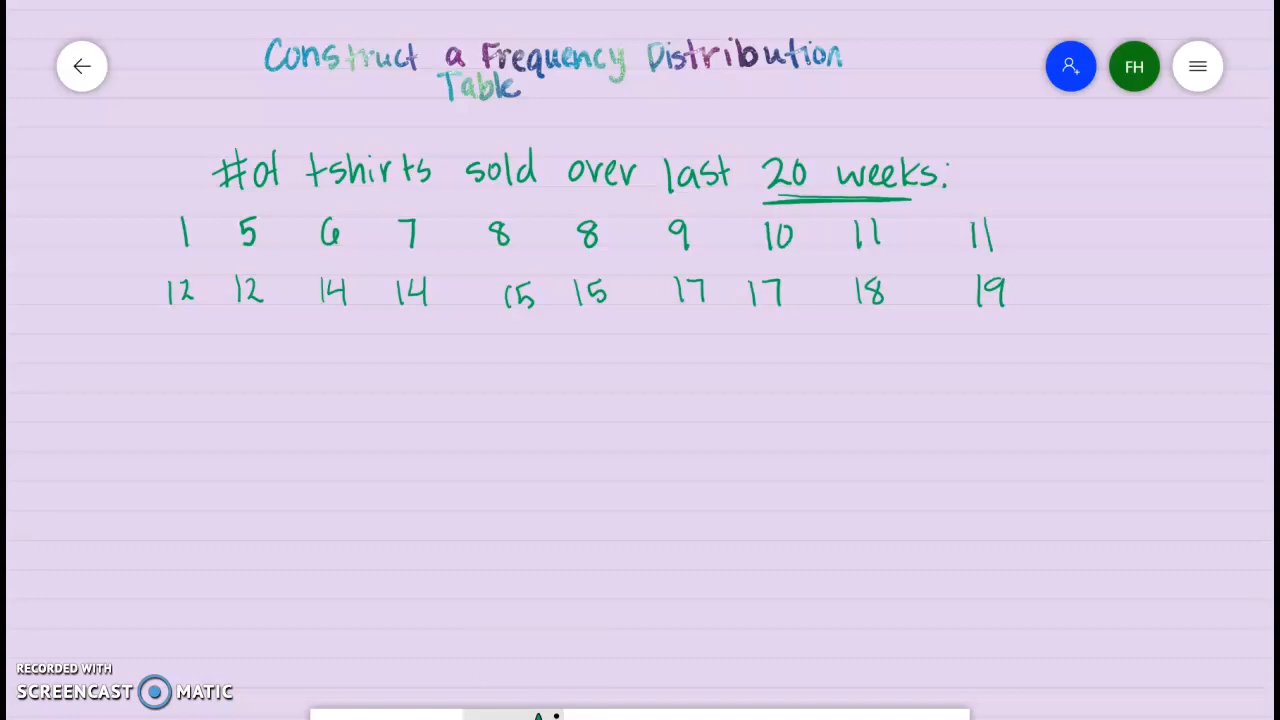 Construct a Frequency Distribution
Table
FH
# of tshirts sold over last 20 weeks:
1 5 6 7 8 8 9 10 11 11
12 12 14 14 15 15 17 17 18 19
RECORDED WITH
SCREENCAST MATIC